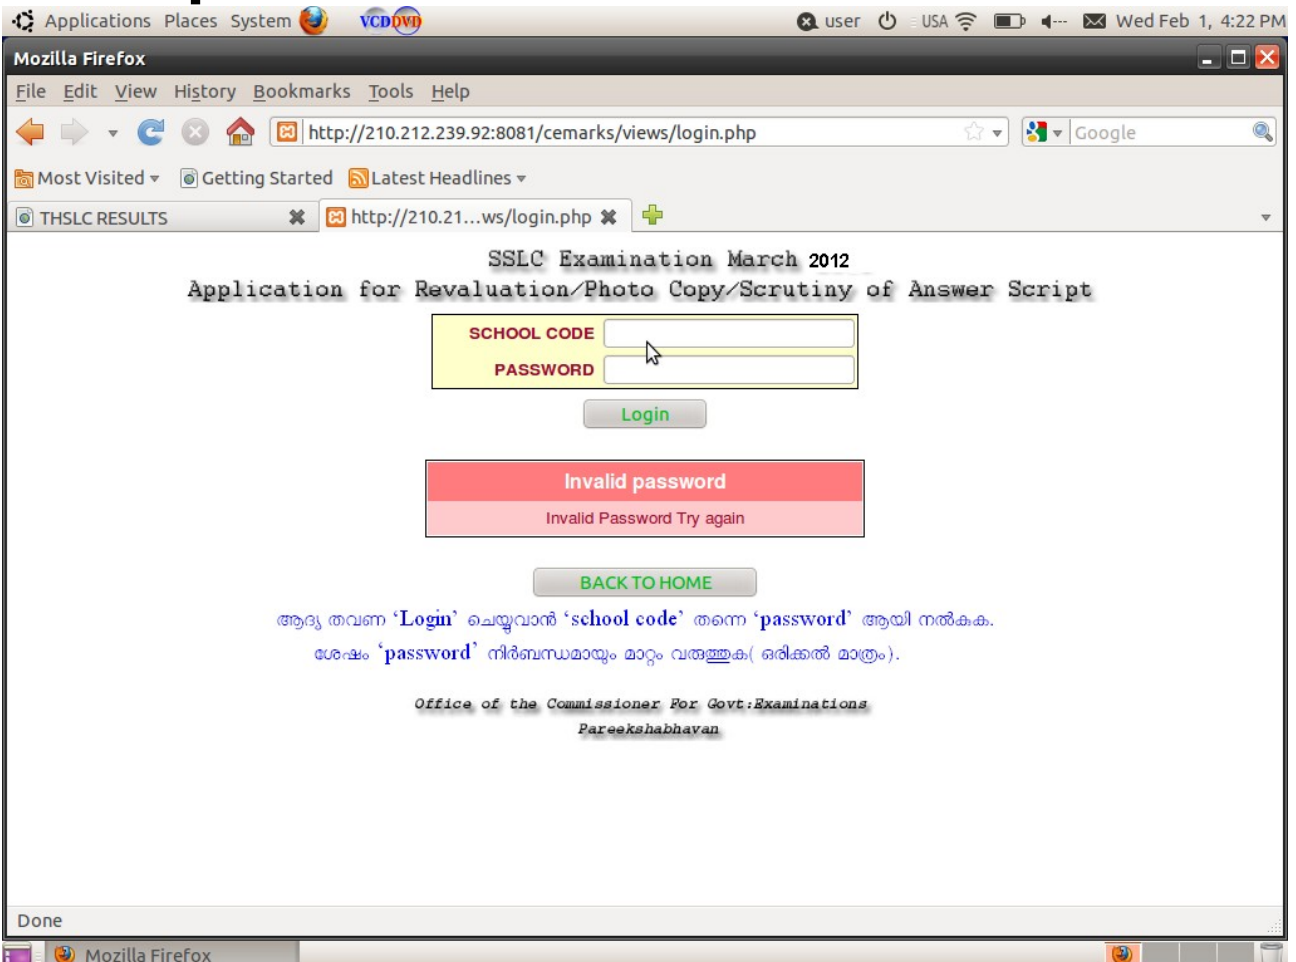 Applications Places System VCDDVD user USA Wed Feb 1, 4:22 PM
Mozilla Firefox
File Edit View History Bookmarks Tools Help
http://210.212.239.92:8081/cemarks/views/login.php Google
Most Visited Getting Started Latest Headlines
THSLC RESULTS http://210.21...ws/login.php
SSLC Examination March 2012
Application for Revaluation/Photo Copy/Scrutiny of Answer Script
SCHOOL CODE
PASSWORD
Login
Invalid password
Invalid Password Try again
BACK TO HOME
ആദ്യ തവണ ‘Login’ ചെയ്യുവാൻ ‘school code’ തന്നെ ‘password’ ആയി നൽകുക.
ശേഷം ‘password’ നിർബന്ധമായും മാറ്റം വരുത്തുക( ഒരിക്കൽ മാത്രം).
Office of the Commissioner For Govt:Examinations
Pareekshabhavan
Done
Mozilla Firefox